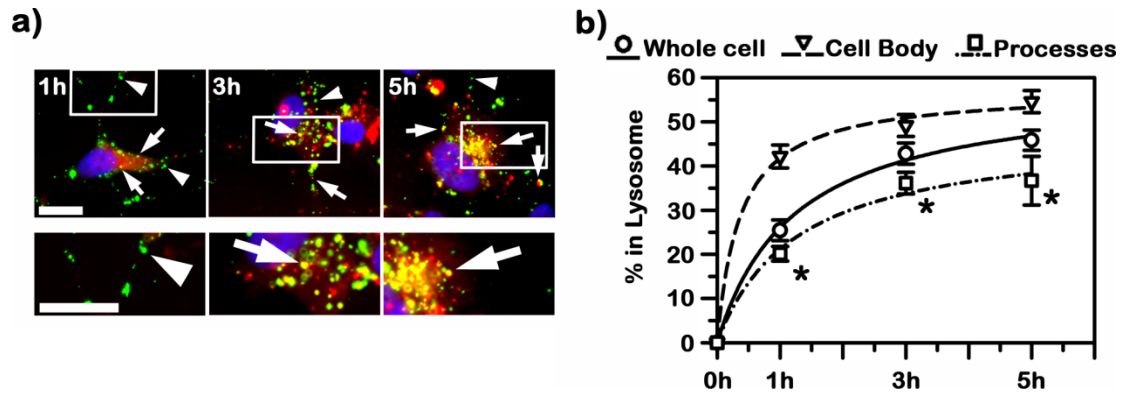 a)
1h
3h
5h
b)
Whole cell
Cell Body
Processes
% in Lysosome
60
50
40
30
20
10
0
*
*
*
0h
1h
3h
5h